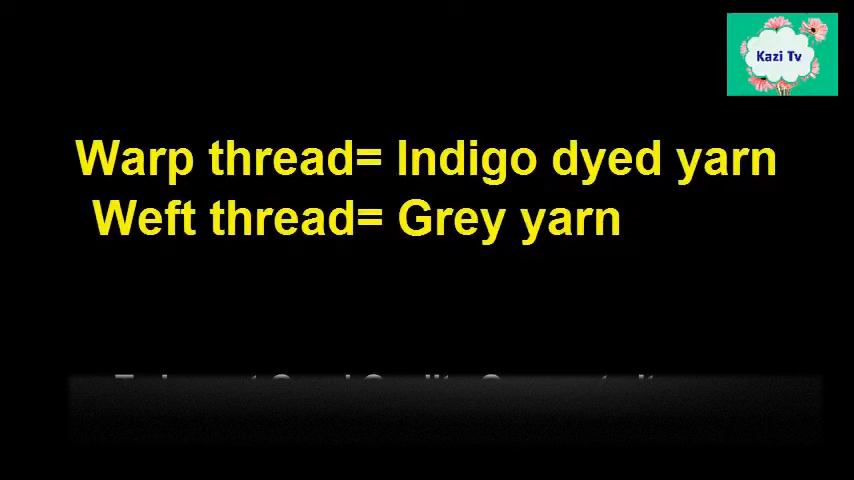 Kazi Tv
Warp thread= Indigo dyed yarn
Weft thread= Grey yarn